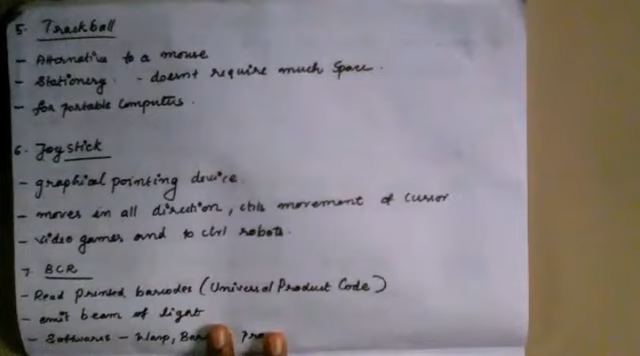 5. Trackball
- Alternative to a mouse
- Stationery. - doesnt require much space.
- for portable computers.
6. Joystick
- graphical pointing device.
- moves in all direction, ctrls movement of cursor
- video games and to ctrl robots.
7. BCR
- Read printed barcodes (Universal Product Code)
- emit beam of light
- Softwares -